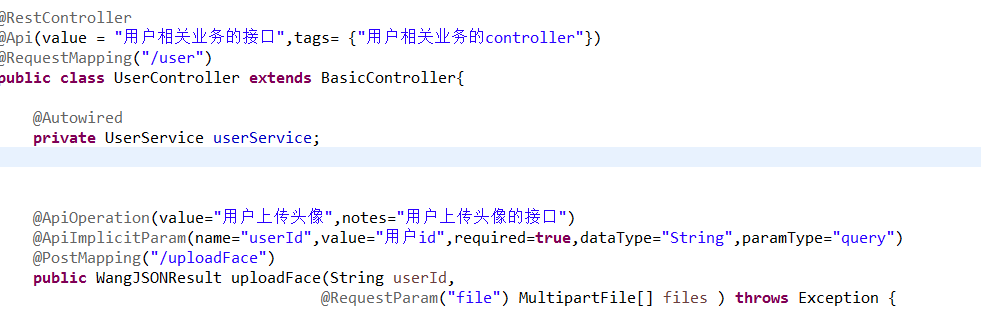 @RestController
@Api(value = "用户相关业务的接口",tags= {"用户相关业务的controller"})
@RequestMapping("/user")
public class UserController extends BasicController{
@Autowired
private UserService userService;
@ApiOperation(value="用户上传头像",notes="用户上传头像的接口")
@ApiImplicitParam(name="userId",value="用户id",required=true,dataType="String",paramType="query")
@PostMapping("/uploadFace")
public WangJSONResult uploadFace(String userId,
@RequestParam("file") MultipartFile[] files ) throws Exception {